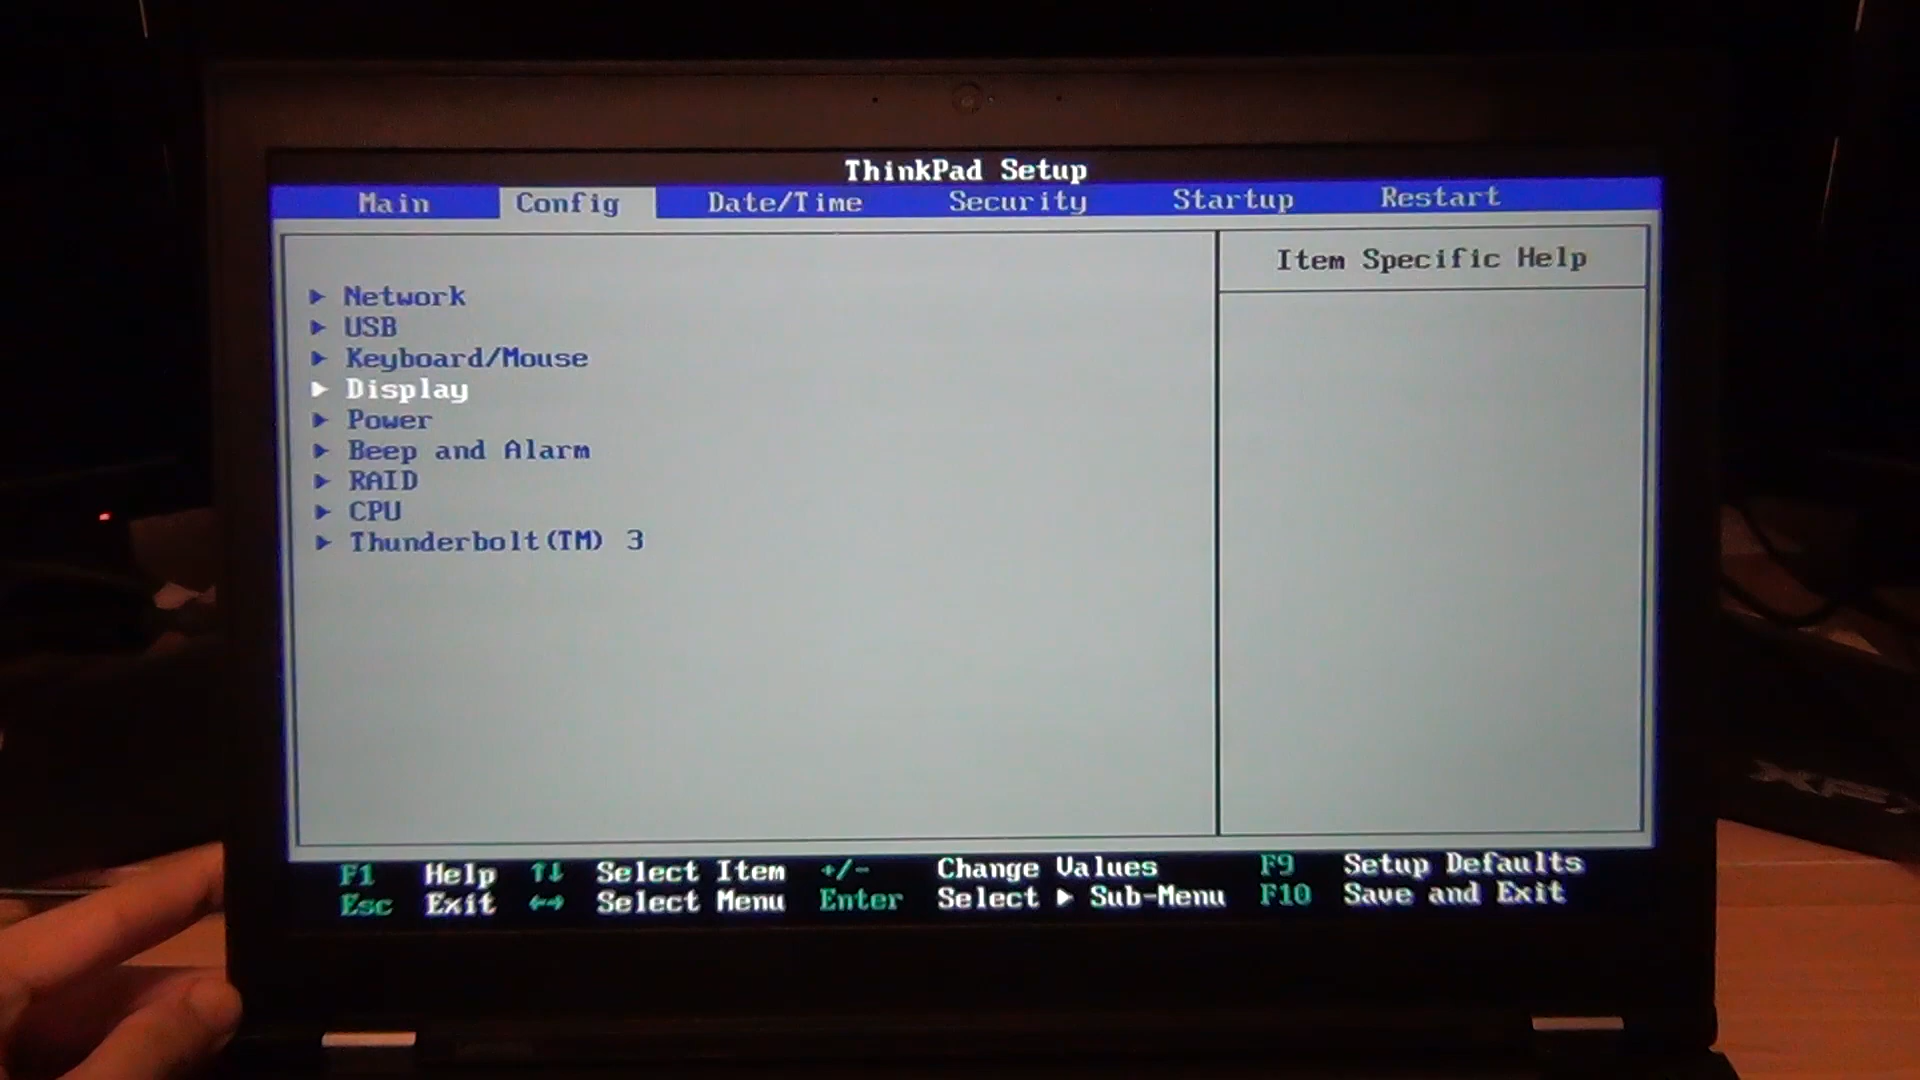 ThinkPad Setup
Main Config Date/Time Security Startup Restart
Item Specific Help
▶ Network
▶ USB
▶ Keyboard/Mouse
▶ Display
▶ Power
▶ Beep and Alarm
▶ RAID
▶ CPU
▶ Thunderbolt(TM) 3
F1 Help ↑↓ Select Item +/- Change Values F9 Setup Defaults
Esc Exit ←→ Select Menu Enter Select ▶ Sub-Menu F10 Save and Exit